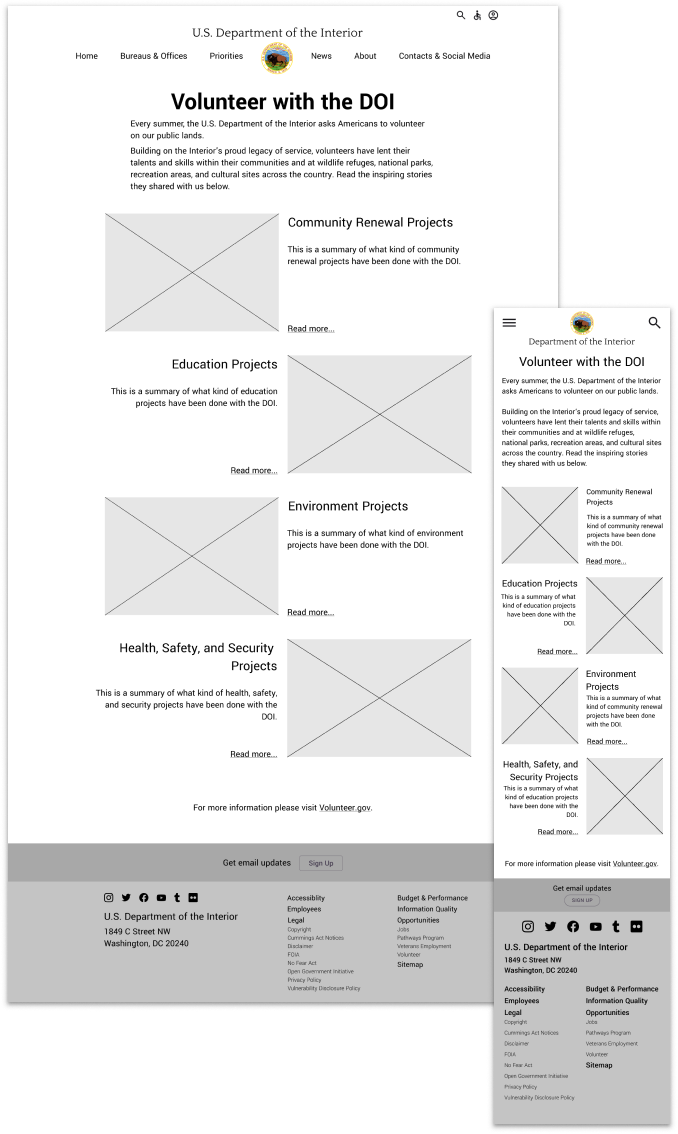 U.S. Department of the Interior
Home Bureaus & Offices Priorities News About Contacts & Social Media
Volunteer with the DOI
Every summer, the U.S. Department of the Interior asks Americans to volunteer
on our public lands.
Building on the Interior's proud legacy of service, volunteers have lent their
talents and skills within their communities and at wildlife refuges, national parks,
recreation areas, and cultural sites across the country. Read the inspiring stories
they shared with us below.
Community Renewal Projects
This is a summary of what kind of community
renewal projects have been done with the DOI.
Read more...
Education Projects
This is a summary of what kind of education
projects have been done with the DOI.
Read more...
Environment Projects
This is a summary of what kind of environment
projects have been done with the DOI.
Read more...
Health, Safety, and Security
Projects
This is a summary of what kind of health, safety,
and security projects have been done with the
DOI.
Read more...
For more information please visit Volunteer.gov.
Get email updates Sign Up
U.S. Department of the Interior
1849 C Street NW
Washington, DC 20240
Accessiblity
Employees
Legal
Copyright
Cummings Act Notices
Disclaimer
FOIA
No Fear Act
Open Government Initiative
Privacy Policy
Vulnerability Disclosure Policy
Budget & Performance
Information Quality
Opportunities
Jobs
Pathways Program
Veterans Employment
Volunteer
Sitemap
Department of the Interior
Volunteer with the DOI
Every summer, the U.S. Department of the Interior
asks Americans to volunteer on our public lands.
Building on the Interior's proud legacy of service,
volunteers have lent their talents and skills within
their communities and at wildlife refuges,
national parks, recreation areas, and cultural sites
across the country. Read the inspiring stories
they shared with us below.
Community Renewal
Projects
This is a summary of what
kind of community renewal
projects have been done
with the DOI.
Read more...
Education Projects
This is a summary of what
kind of education projects
have been done with the
DOI.
Read more...
Environment
Projects
This is a summary of what
kind of community renewal
projects have been done
with the DOI.
Read more...
Health, Safety, and
Security Projects
This is a summary of what
kind of education projects
have been done with the
DOI.
Read more...
For more information please visit Volunteer.gov.
Get email updates
SIGN UP
U.S. Department of the Interior
1849 C Street NW
Washington, DC 20240
Accessibility
Employees
Legal
Copyright
Cummings Act Notices
Disclaimer
FOIA
No Fear Act
Open Government Initiative
Privacy Policy
Vulnerability Disclosure Policy
Budget & Performance
Information Quality
Opportunities
Jobs
Pathways Program
Veterans Employment
Volunteer
Sitemap